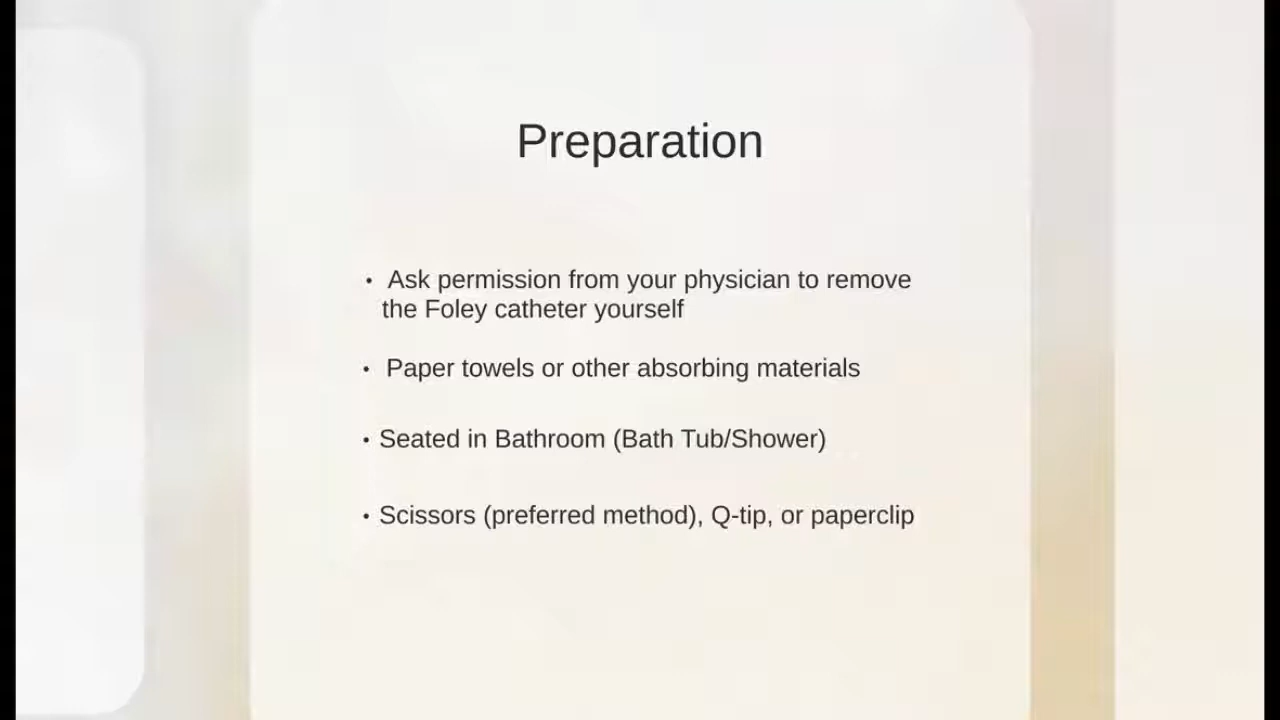 Preparation
• Ask permission from your physician to remove
the Foley catheter yourself
• Paper towels or other absorbing materials
• Seated in Bathroom (Bath Tub/Shower)
• Scissors (preferred method), Q-tip, or paperclip